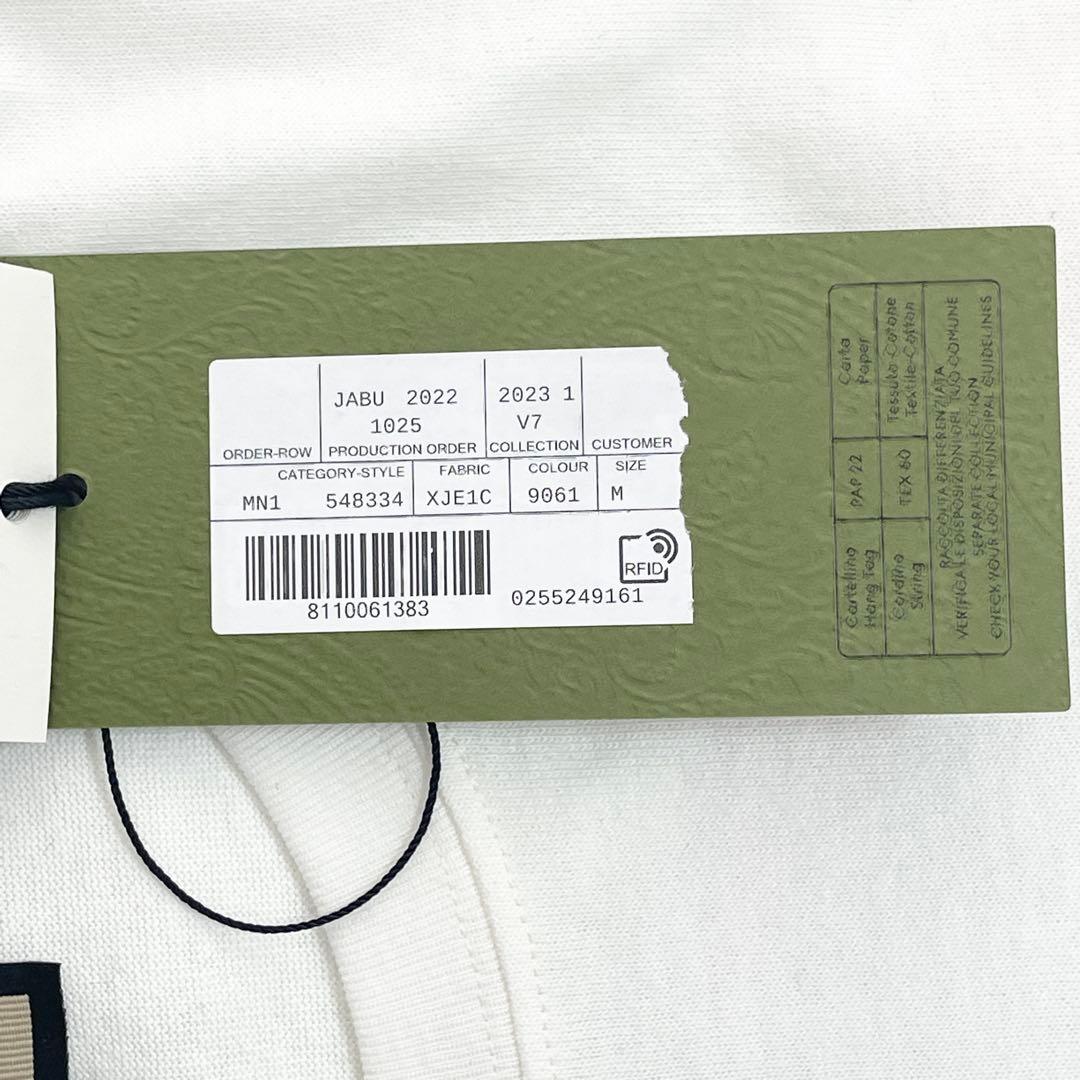 JABU 2022 2023 1
1025 V7
ORDER-ROW PRODUCTION ORDER COLLECTION CUSTOMER
CATEGORY-STYLE FABRIC COLOUR SIZE
MN1 548334 XJE1C 9061 M
RFID
8110061383 0255249161
Cartellino PAP 22 Carta
Hang Tag Paper
Cordino TEX 60 Tessuto-Cotone
String Textile-Cotton
RACCOLTA DIFFERENZIATA
VERIFICA LE DISPOSIZIONI DEL TUO COMUNE
SEPARATE COLLECTION
CHECK YOUR LOCAL MUNICIPAL GUIDELINES